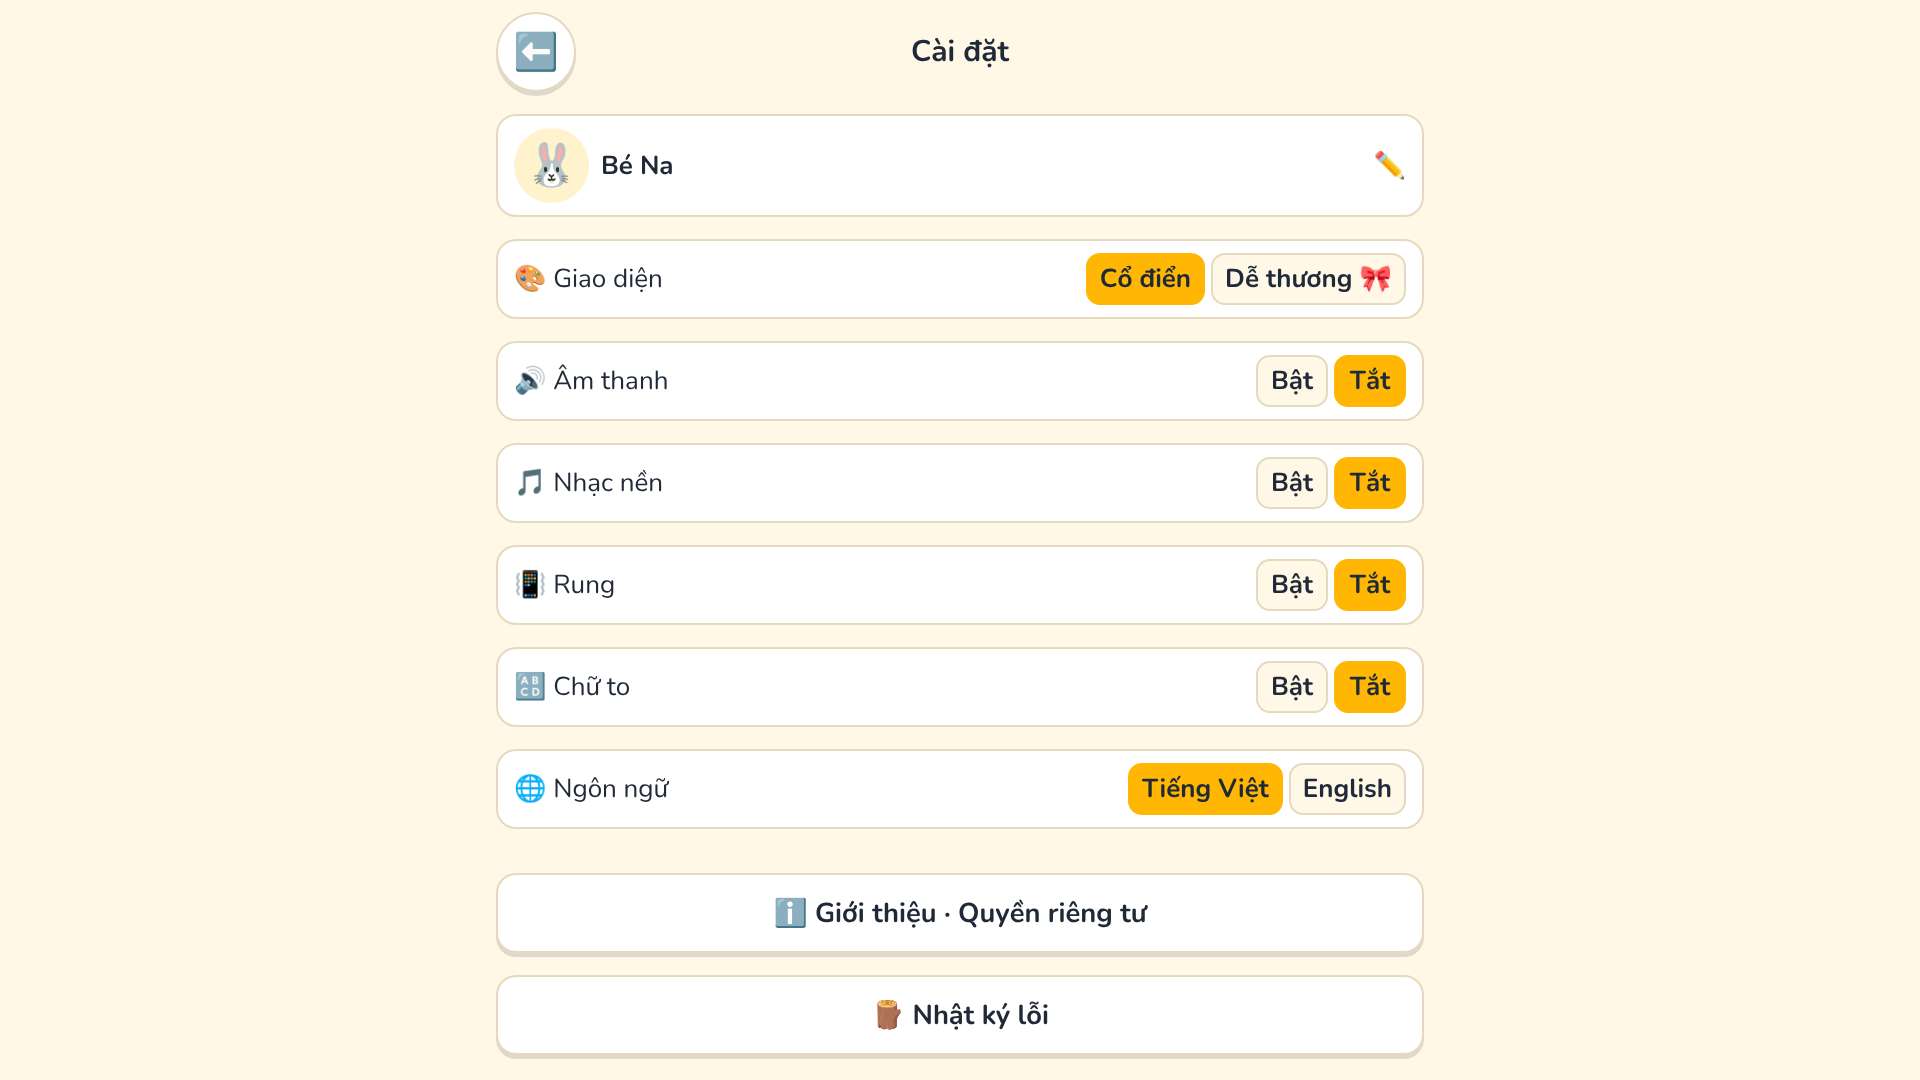 Cài đặt
Bé Na
Giao diện Cổ điển Dễ thương
Âm thanh Bật Tắt
Nhạc nền Bật Tắt
Rung Bật Tắt
Chữ to Bật Tắt
Ngôn ngữ Tiếng Việt English
Giới thiệu · Quyền riêng tư
Nhật ký lỗi